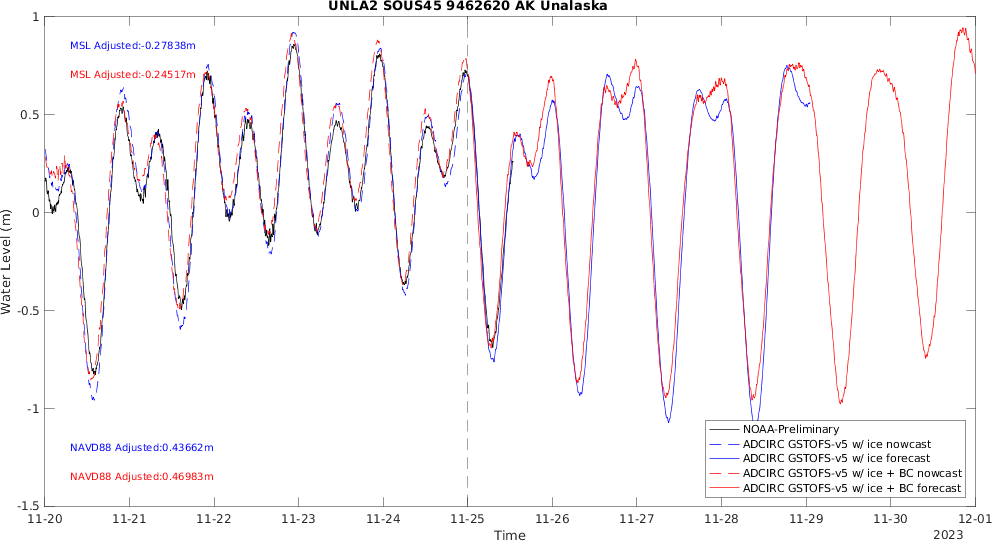 UNLA2 SOUS45 9462620 AK Unalaska
1
MSL Adjusted:-0.27838m
MSL Adjusted:-0.24517m
0.5
0
Water Level (m)
-0.5
-1
NOAA-Preliminary
ADCIRC GSTOFS-v5 w/ ice nowcast
NAVD88 Adjusted:0.43662m
ADCIRC GSTOFS-v5 w/ ice forecast
ADCIRC GSTOFS-v5 w/ ice + BC nowcast
NAVD88 Adjusted:0.46983m
ADCIRC GSTOFS-v5 w/ ice + BC forecast
-1.5
11-20 11-21 11-22 11-23 11-24 11-25 11-26 11-27 11-28 11-29 11-30 12-01
Time
2023